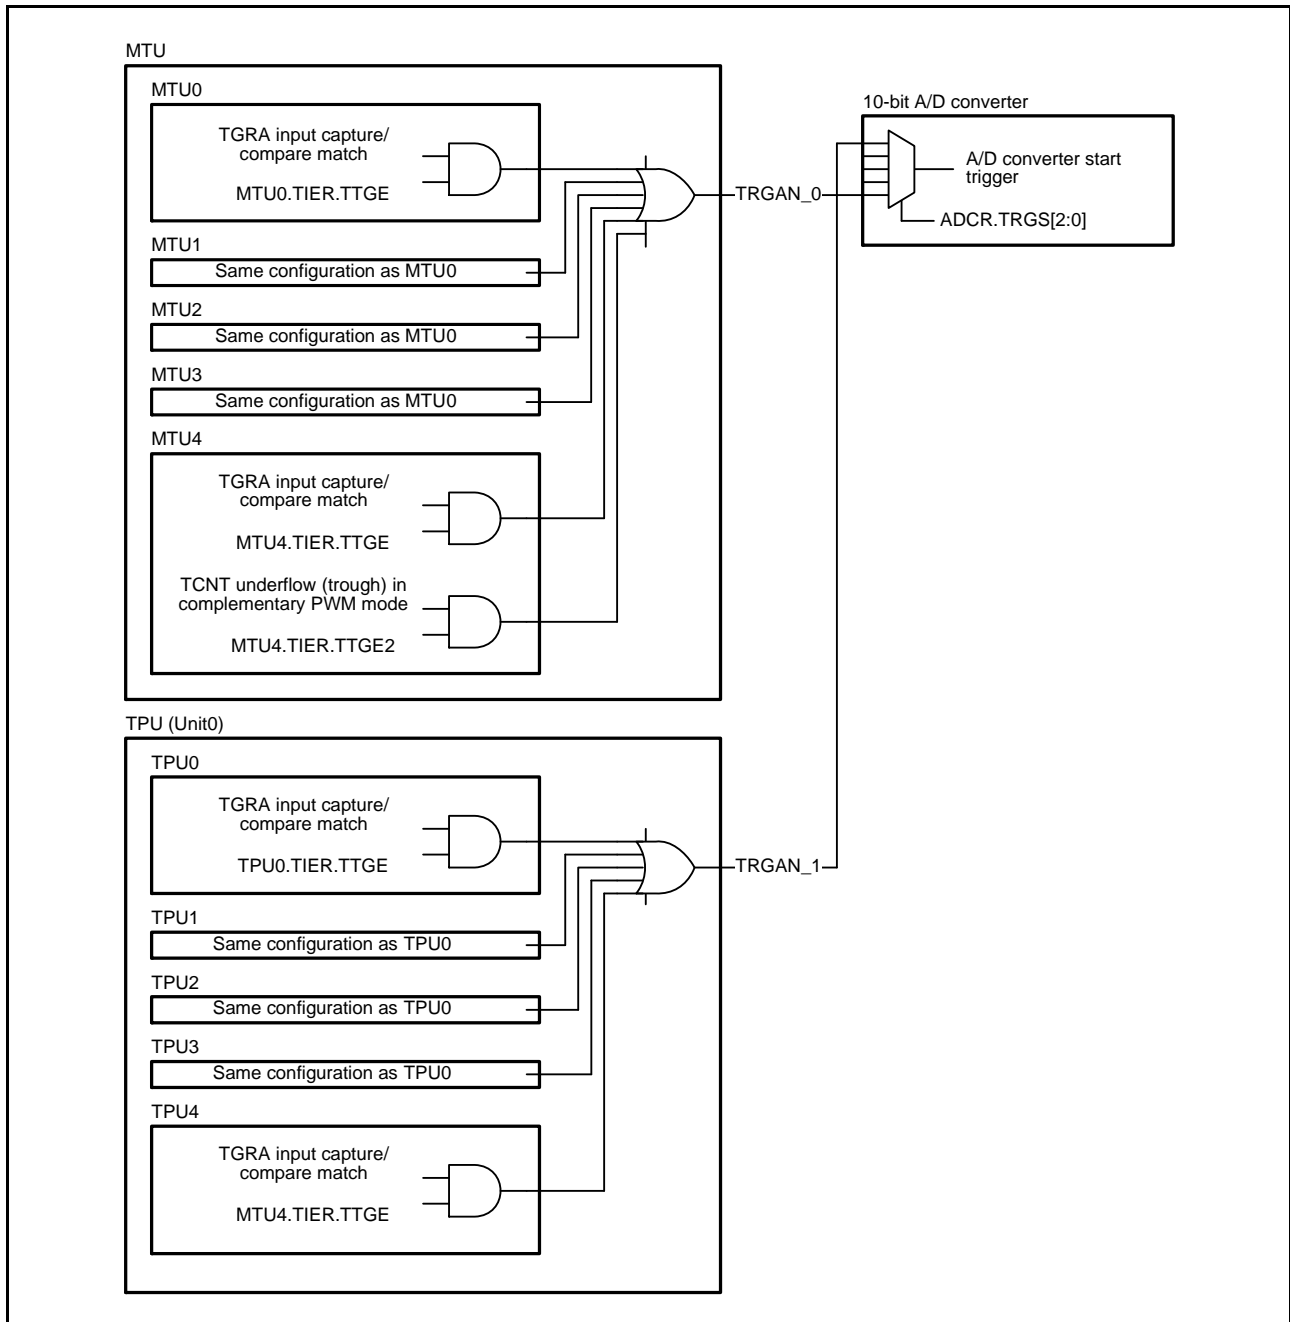 MTU
MTU0
TGRA input capture/
compare match
MTU0.TIER.TTGE
MTU1
Same configuration as MTU0
MTU2
Same configuration as MTU0
MTU3
Same configuration as MTU0
MTU4
TGRA input capture/
compare match
MTU4.TIER.TTGE
TCNT underflow (trough) in
complementary PWM mode
MTU4.TIER.TTGE2
TRGAN_0
10-bit A/D converter
A/D converter start
trigger
ADCR.TRGS[2:0]
TPU (Unit0)
TPU0
TGRA input capture/
compare match
TPU0.TIER.TTGE
TPU1
Same configuration as TPU0
TPU2
Same configuration as TPU0
TPU3
Same configuration as TPU0
TPU4
TGRA input capture/
compare match
MTU4.TIER.TTGE
TRGAN_1